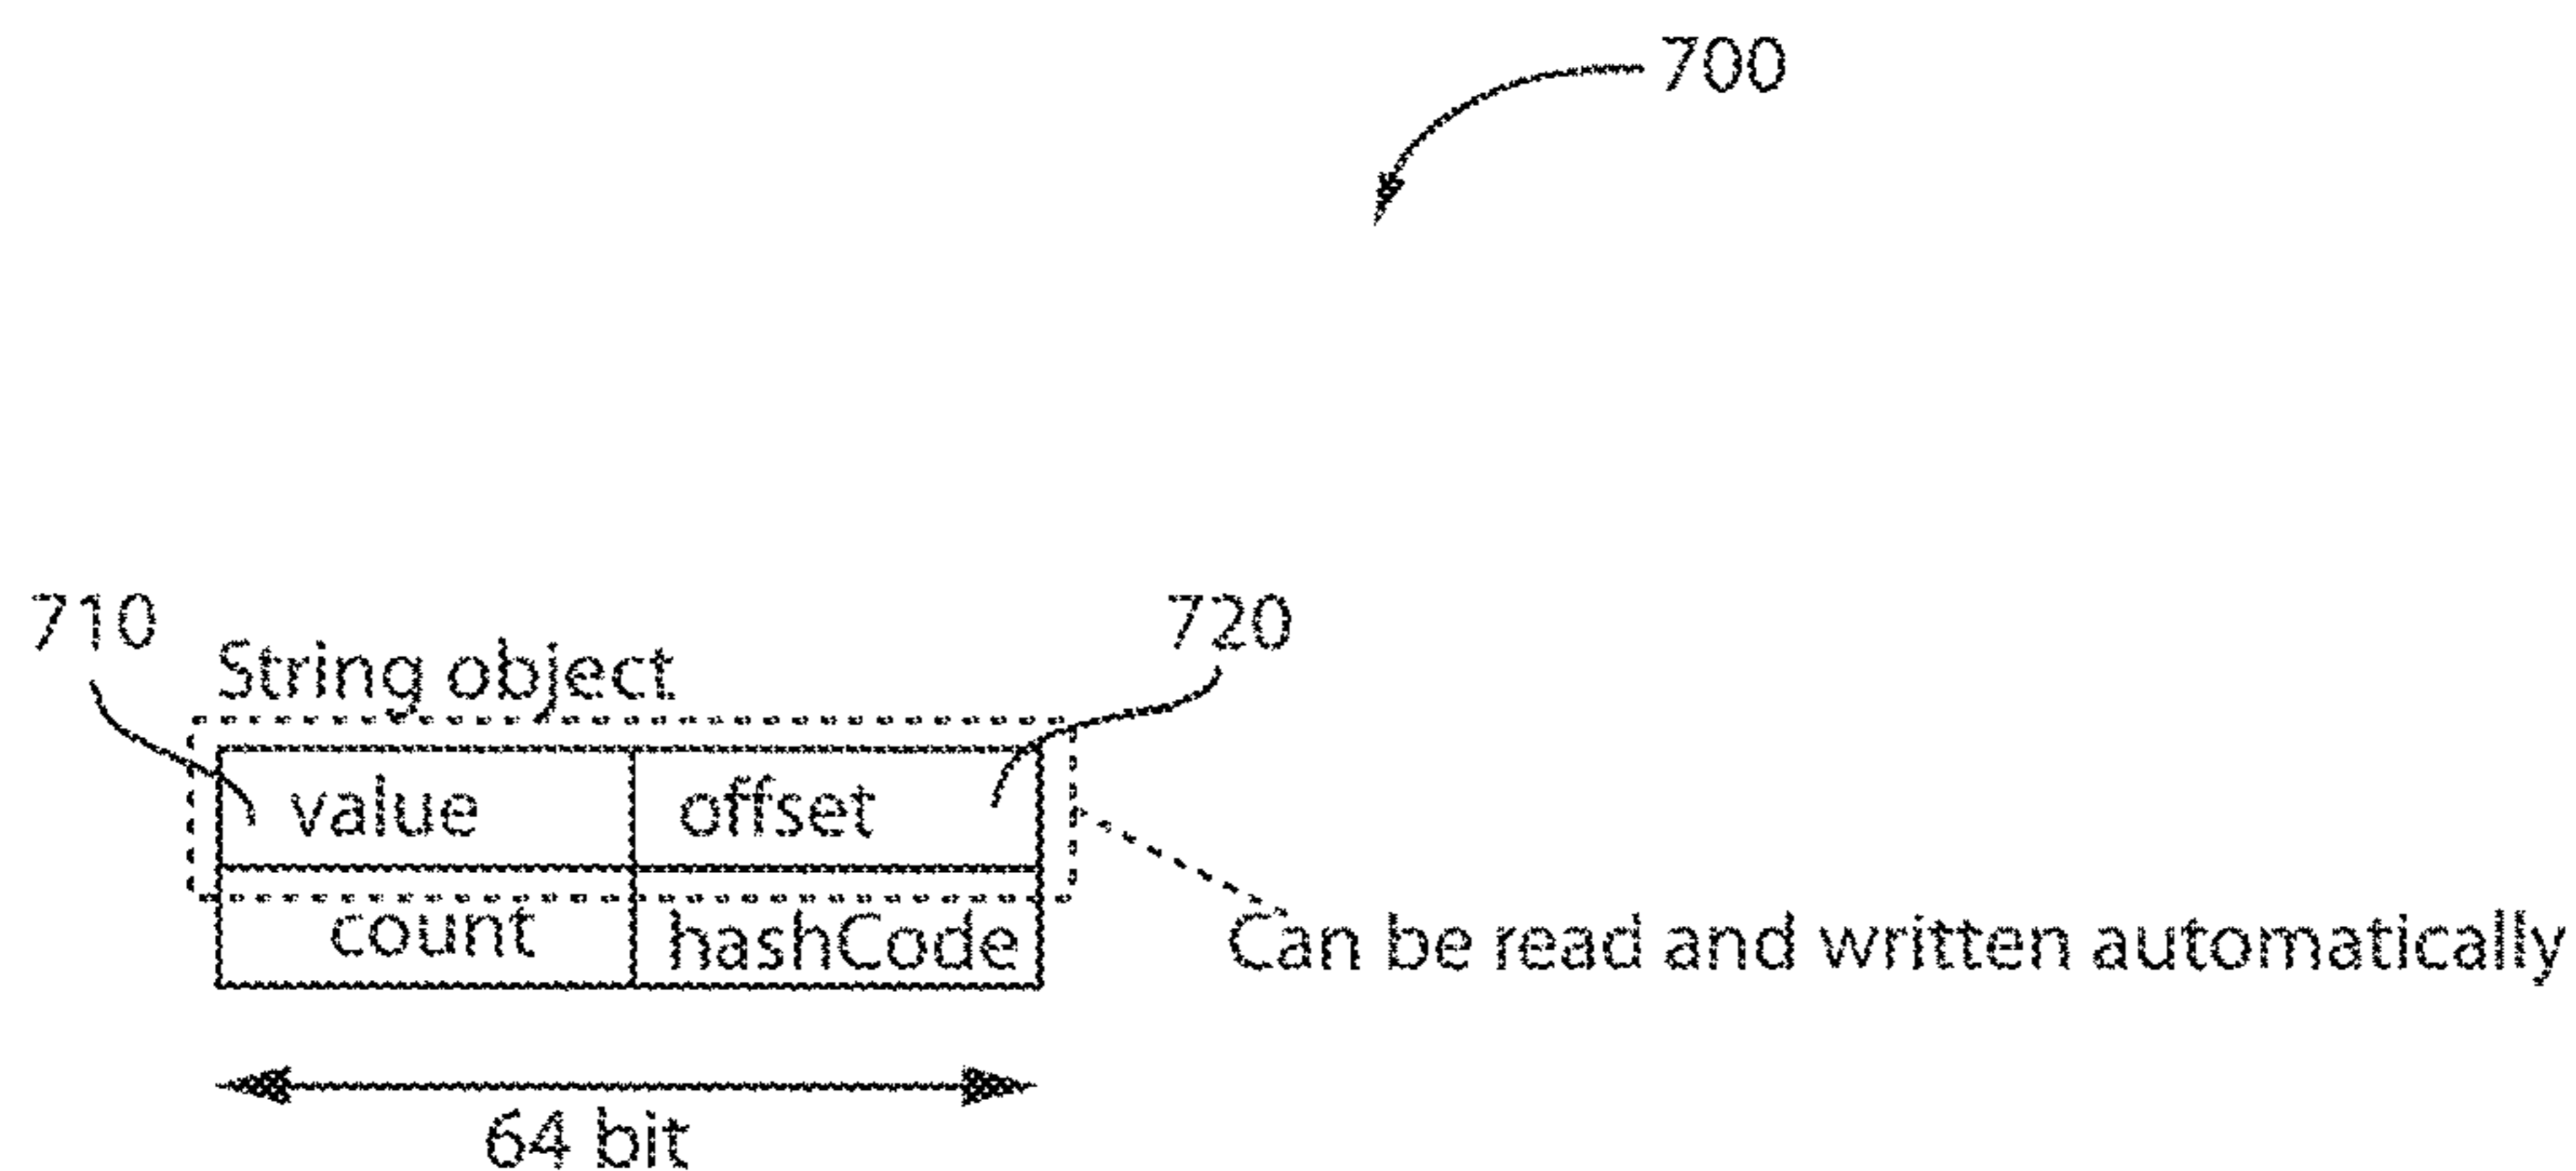 700
710
720
String object
value offset
count hashCode
Can be read and written automatically
64 bit